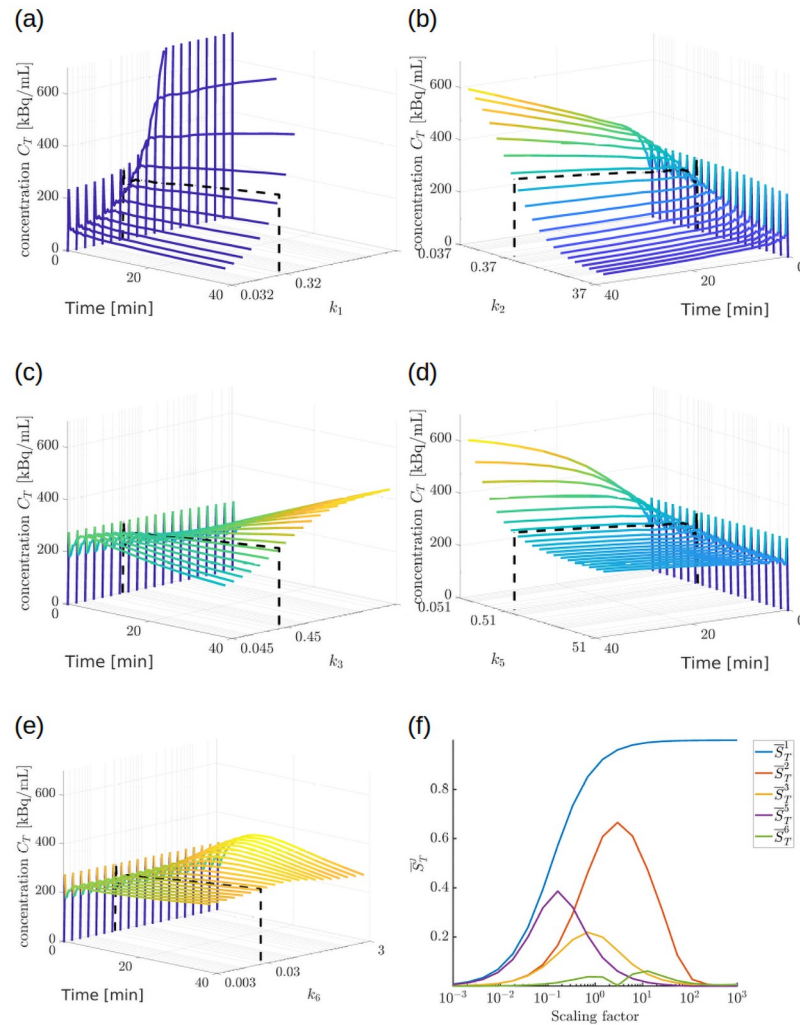 (a)
concentration C_T [kBq/mL]
600
400
200
0
0
20
40
Time [min]
0.032
0.32
k_1
(b)
concentration C_T [kBq/mL]
600
400
200
0
0.037
0.37
37
k_2
40
20
0
Time [min]
(c)
concentration C_T [kBq/mL]
600
400
200
0
0
20
40
Time [min]
0.045
0.45
k_3
(d)
concentration C_T [kBq/mL]
600
400
200
0
0.051
0.51
51
k_5
40
20
0
Time [min]
(e)
concentration C_T [kBq/mL]
600
400
200
0
0
20
40
Time [min]
0.003
0.03
3
k_6
(f)
S̅_T^j
0.8
0.6
0.4
0.2
10^{-3}
10^{-2}
10^{-1}
10^0
10^1
10^2
10^3
Scaling factor
S̅_T^1
S̅_T^2
S̅_T^3
S̅_T^5
S̅_T^6